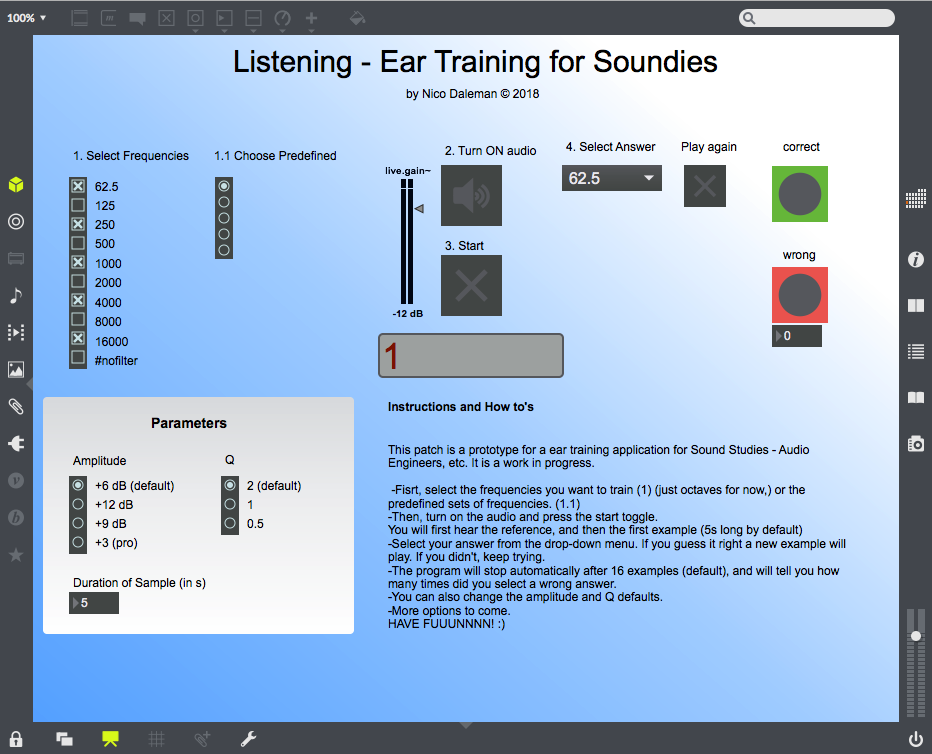 100%
Listening - Ear Training for Soundies
by Nico Daleman © 2018
1. Select Frequencies
1.1 Choose Predefined
62.5
125
250
500
1000
2000
4000
8000
16000
#nofilter
live.gain~
-12 dB
2. Turn ON audio
3. Start
4. Select Answer
62.5
Play again
correct
wrong
0
1
Parameters
Amplitude
+6 dB (default)
+12 dB
+9 dB
+3 (pro)
Q
2 (default)
1
0.5
Duration of Sample (in s)
5
Instructions and How to's
This patch is a prototype for a ear training application for Sound Studies - Audio
Engineers, etc. It is a work in progress.
-Fisrt, select the frequencies you want to train (1) (just octaves for now,) or the
predefined sets of frequencies. (1.1)
-Then, turn on the audio and press the start toggle.
You will first hear the reference, and then the first example (5s long by default)
-Select your answer from the drop-down menu. If you guess it right a new example will
play. If you didn't, keep trying.
-The program will stop automatically after 16 examples (default), and will tell you how
many times did you select a wrong answer.
-You can also change the amplitude and Q defaults.
-More options to come.
HAVE FUUUNNNN! :)